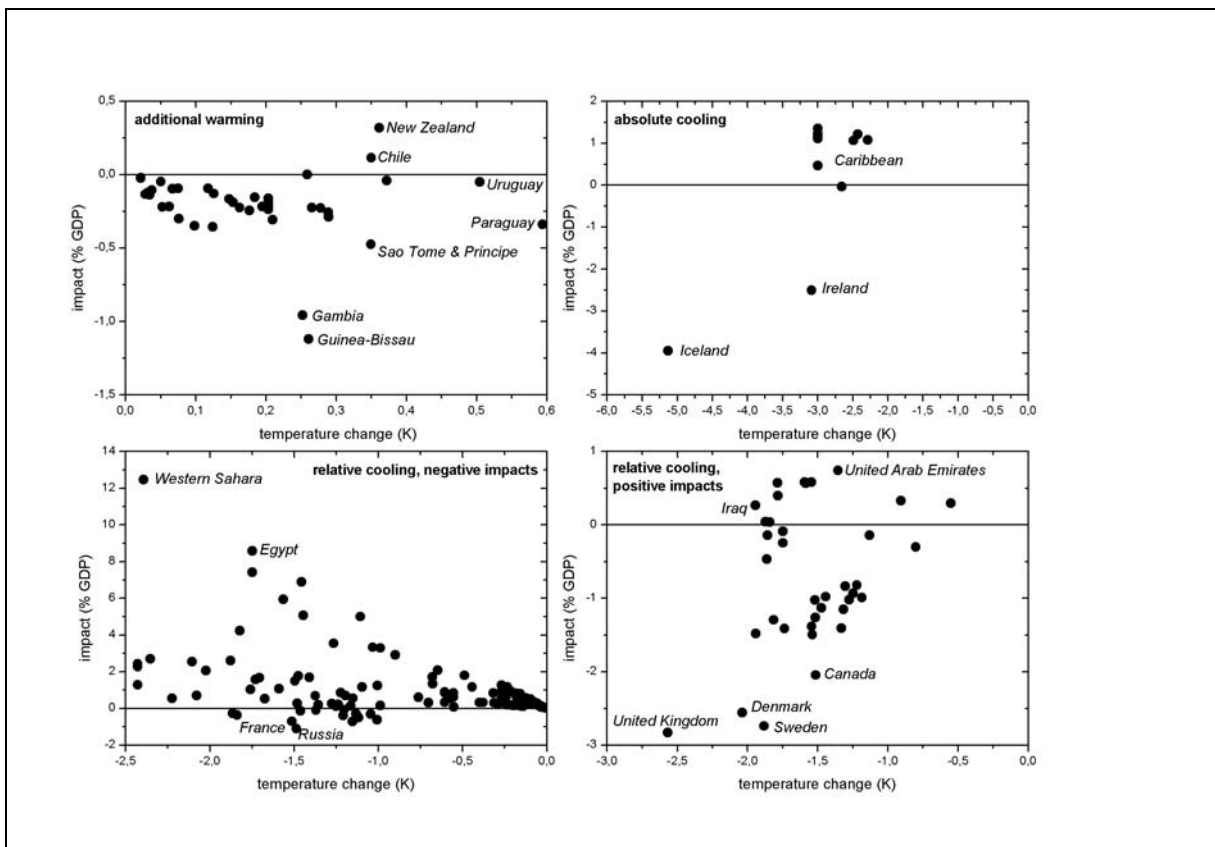 additional warming
0,5
0,0
-0,5
-1,0
-1,5
impact (% GDP)
New Zealand
Chile
Uruguay
Paraguay
Sao Tome & Principe
Gambia
Guinea-Bissau
0,0 0,1 0,2 0,3 0,4 0,5 0,6
temperature change (K)
absolute cooling
2
1
0
-1
-2
-3
-4
-5
impact (% GDP)
Caribbean
Ireland
Iceland
-6,0 -5,5 -5,0 -4,5 -4,0 -3,5 -3,0 -2,5 -2,0 -1,5 -1,0 -0,5 0,0
temperature change (K)
relative cooling, negative impacts
14
12
10
8
6
4
2
0
-2
impact (% GDP)
Western Sahara
Egypt
France
Russia
-2,5 -2,0 -1,5 -1,0 -0,5 0,0
temperature change (K)
relative cooling,
positive impacts
1
0
-1
-2
-3
impact (% GDP)
United Arab Emirates
Iraq
Canada
Denmark
United Kingdom
Sweden
-3,0 -2,5 -2,0 -1,5 -1,0 -0,5 0,0
temperature change (K)